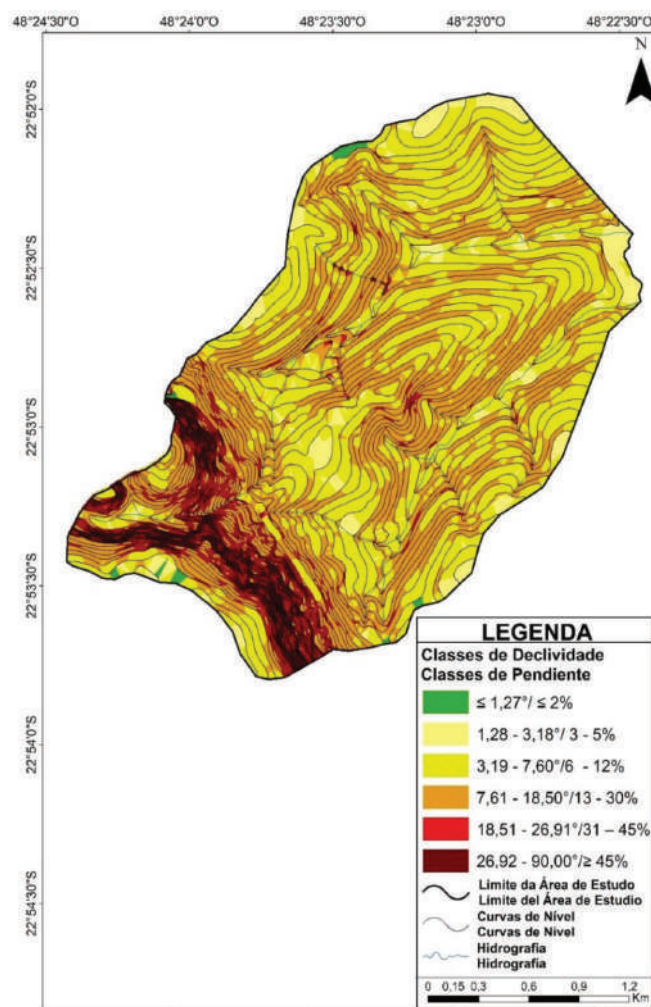 48°24'30"O 48°24'0"O 48°23'30"O 48°23'0"O 48°22'30"O
N
22°52'0"S
22°52'30"S
22°53'0"S
22°53'30"S
22°54'0"S
22°54'30"S
LEGENDA
Classes de Declividade
Classes de Pendiente
≤ 1,27°/ ≤ 2%
1,28 - 3,18°/ 3 - 5%
3,19 - 7,60°/6 - 12%
7,61 - 18,50°/13 - 30%
18,51 - 26,91°/31 – 45%
26,92 - 90,00°/≥ 45%
Limite da Área de Estudo
Límite del Área de Estudio
Curvas de Nível
Curvas de Nível
Hidrografia
Hidrografia
0 0,15 0,3 0,6 0,9 1,2
Km